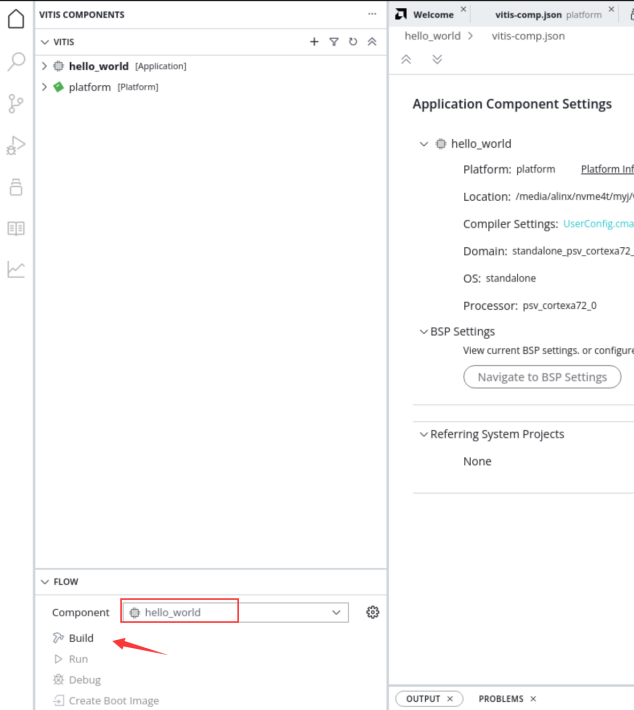 VITIS COMPONENTS
VITIS
hello_world [Application]
platform [Platform]
FLOW
Component hello_world
Build
Run
Debug
Create Boot Image
Welcome
vitis-comp.json platform
hello_world > vitis-comp.json
Application Component Settings
hello_world
Platform: platform Platform Inf
Location: /media/alinx/nvme4t/myj/
Compiler Settings: UserConfig.cma
Domain: standalone_psv_cortexa72_
OS: standalone
Processor: psv_cortexa72_0
BSP Settings
View current BSP settings, or configure
Navigate to BSP Settings
Referring System Projects
None
OUTPUT
PROBLEMS